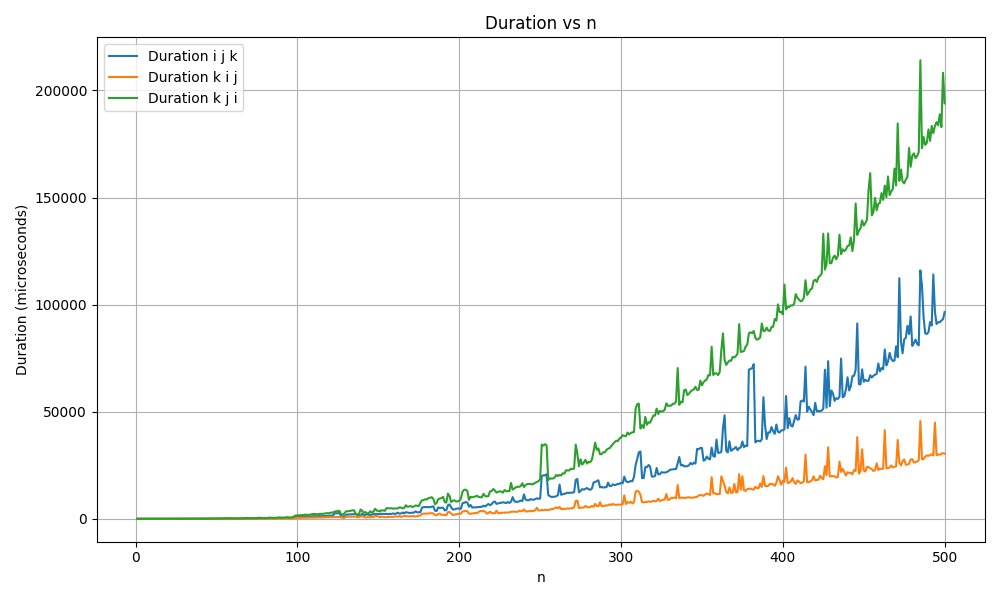 Duration vs n
Duration i j k
Duration k i j
Duration k j i
Duration (microseconds)
200000
150000
100000
50000
0
0 100 200 300 400 500
n